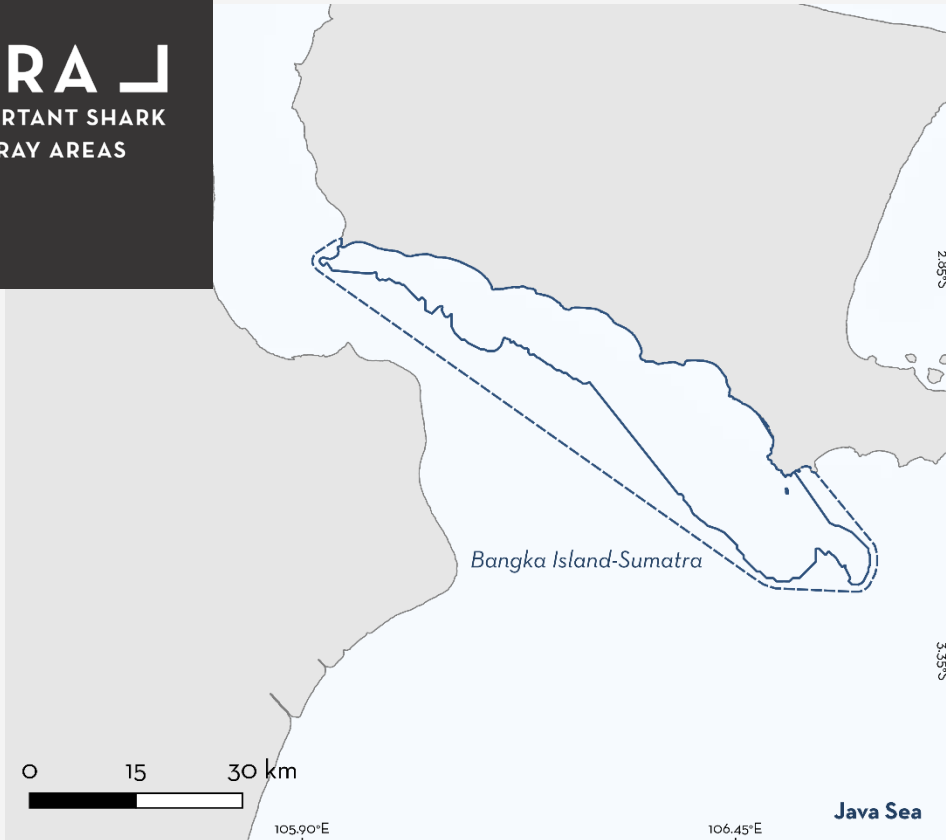 RA
RTANT SHARK
RAY AREAS
2.85°S
Bangka Island-Sumatra
3.35°S
0 15 30 km
Java Sea
105.90°E 106.45°E